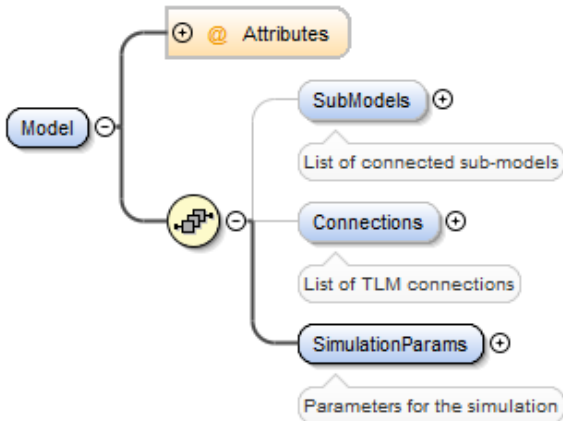 @ Attributes
Model
SubModels
List of connected sub-models
Connections
List of TLM connections
SimulationParams
Parameters for the simulation